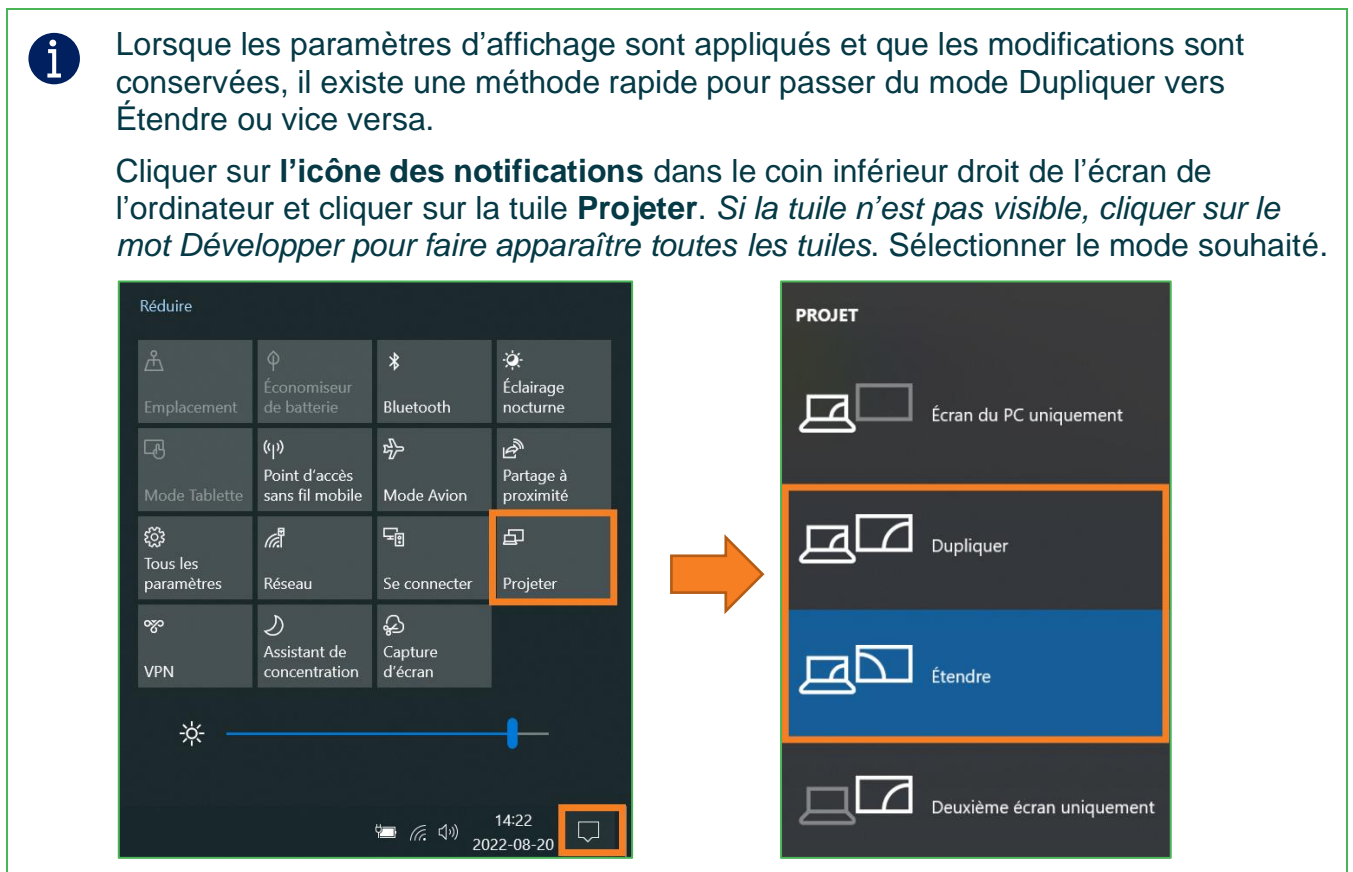 i
Lorsque les paramètres d’affichage sont appliqués et que les modifications sont
conservées, il existe une méthode rapide pour passer du mode Dupliquer vers
Étendre ou vice versa.
Cliquer sur l’icône des notifications dans le coin inférieur droit de l’écran de
l’ordinateur et cliquer sur la tuile Projeter. Si la tuile n’est pas visible, cliquer sur le
mot Développer pour faire apparaître toutes les tuiles. Sélectionner le mode souhaité.
Réduire
Emplacement
Économiseur
de batterie
Bluetooth
Éclairage
nocturne
Mode Tablette
Point d’accès
sans fil mobile
Mode Avion
Partage à
proximité
Tous les
paramètres
Réseau
Se connecter
Projeter
VPN
Assistant de
concentration
Capture
d’écran
14:22
2022-08-20
PROJET
Écran du PC uniquement
Dupliquer
Étendre
Deuxième écran uniquement